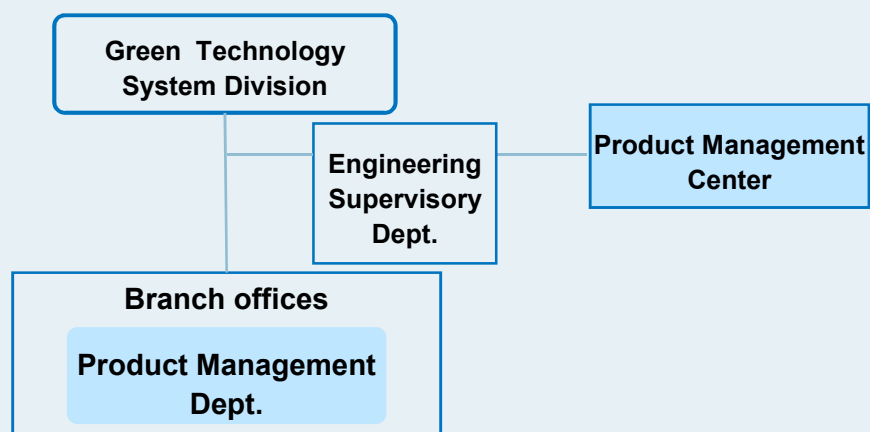 Green Technology
System Division
Engineering
Supervisory
Dept.
Product Management
Center
Branch offices
Product Management
Dept.